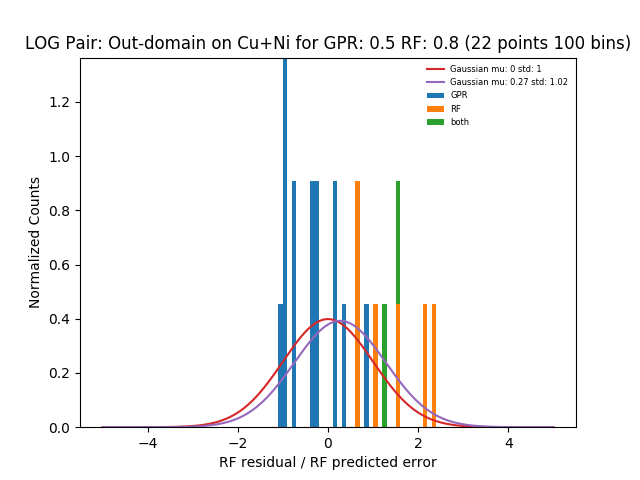 LOG Pair: Out-domain on Cu+Ni for GPR: 0.5 RF: 0.8 (22 points 100 bins)
Gaussian mu: 0 std: 1
Gaussian mu: 0.27 std: 1.02
GPR
RF
both
Normalized Counts
1.2
1.0
0.8
0.6
0.4
0.2
0.0
−4 −2 0 2 4
RF residual / RF predicted error